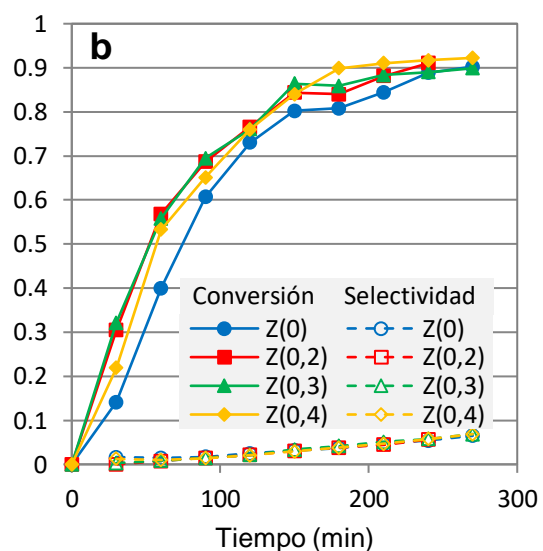 b
1
0.9
0.8
0.7
0.6
0.5
0.4
0.3
0.2
0.1
0
Conversión Selectividad
Z(0) Z(0)
Z(0,2) Z(0,2)
Z(0,3) Z(0,3)
Z(0,4) Z(0,4)
0 100 200 300
Tiempo (min)